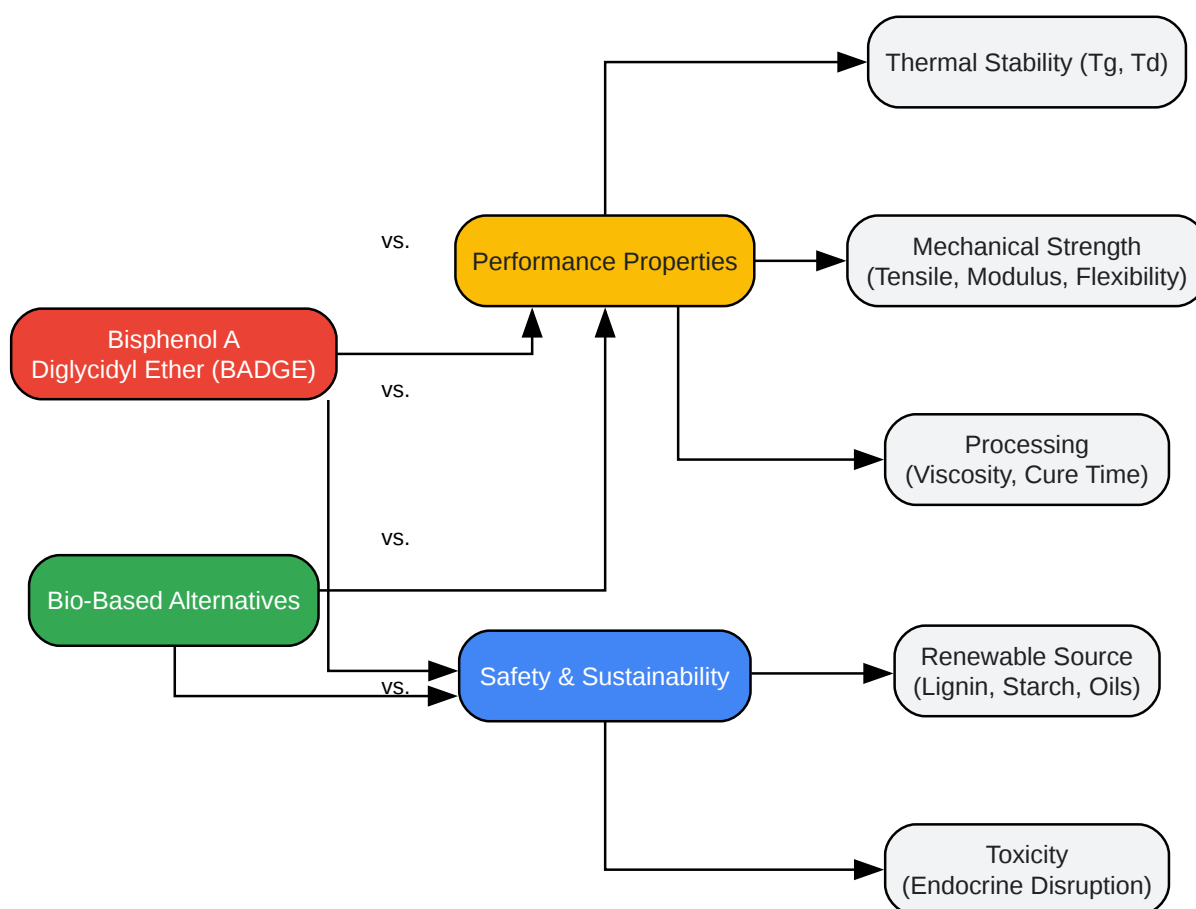 Thermal Stability (Tg, Td)
vs.
Performance Properties
Mechanical Strength
(Tensile, Modulus, Flexibility)
Bisphenol A
Diglycidyl Ether (BADGE)
vs.
Processing
(Viscosity, Cure Time)
vs.
Bio-Based Alternatives
vs.
Safety & Sustainability
Renewable Source
(Lignin, Starch, Oils)
Toxicity
(Endocrine Disruption)